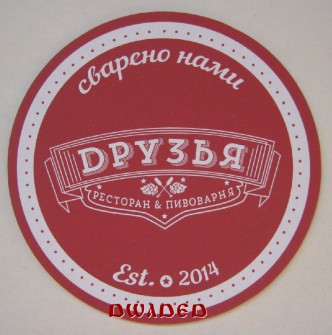 сварено нами
ДРУЗЬЯ
РЕСТОРАН & ПИВОВАРНЯ
Est. 2014
DWADED